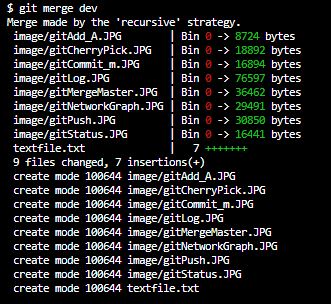 $ git merge dev
Merge made by the 'recursive' strategy.
 image/gitAdd_A.JPG        | Bin 0 -> 8724 bytes
 image/gitCherryPick.JPG   | Bin 0 -> 18892 bytes
 image/gitCommit_m.JPG     | Bin 0 -> 16894 bytes
 image/gitLog.JPG          | Bin 0 -> 76597 bytes
 image/gitMergeMaster.JPG  | Bin 0 -> 36462 bytes
 image/gitNetworkGraph.JPG | Bin 0 -> 29491 bytes
 image/gitPush.JPG         | Bin 0 -> 30850 bytes
 image/gitStatus.JPG       | Bin 0 -> 16441 bytes
 textfile.txt              |   7 +++++++
 9 files changed, 7 insertions(+)
 create mode 100644 image/gitAdd_A.JPG
 create mode 100644 image/gitCherryPick.JPG
 create mode 100644 image/gitCommit_m.JPG
 create mode 100644 image/gitLog.JPG
 create mode 100644 image/gitMergeMaster.JPG
 create mode 100644 image/gitNetworkGraph.JPG
 create mode 100644 image/gitPush.JPG
 create mode 100644 image/gitStatus.JPG
 create mode 100644 textfile.txt